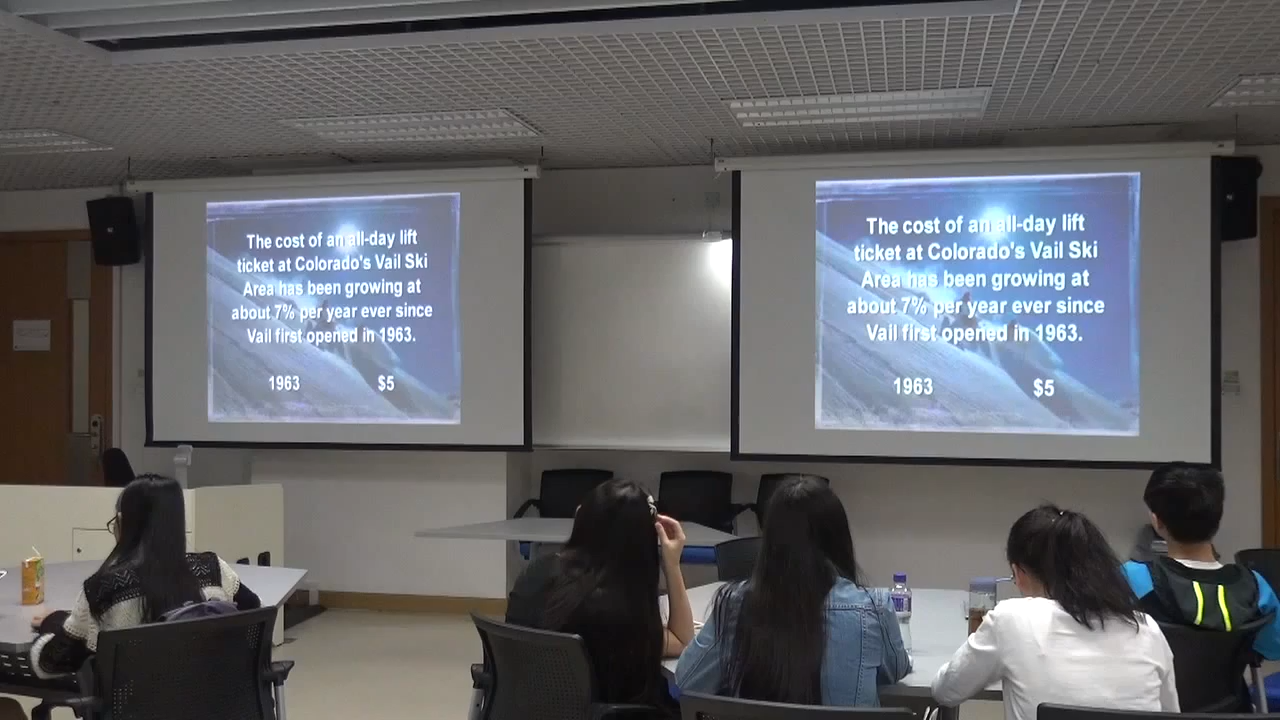 The cost of an all-day lift
ticket at Colorado's Vail Ski
Area has been growing at
about 7% per year ever since
Vail first opened in 1963.
1963 $5
The cost of an all-day lift
ticket at Colorado's Vail Ski
Area has been growing at
about 7% per year ever since
Vail first opened in 1963.
1963 $5